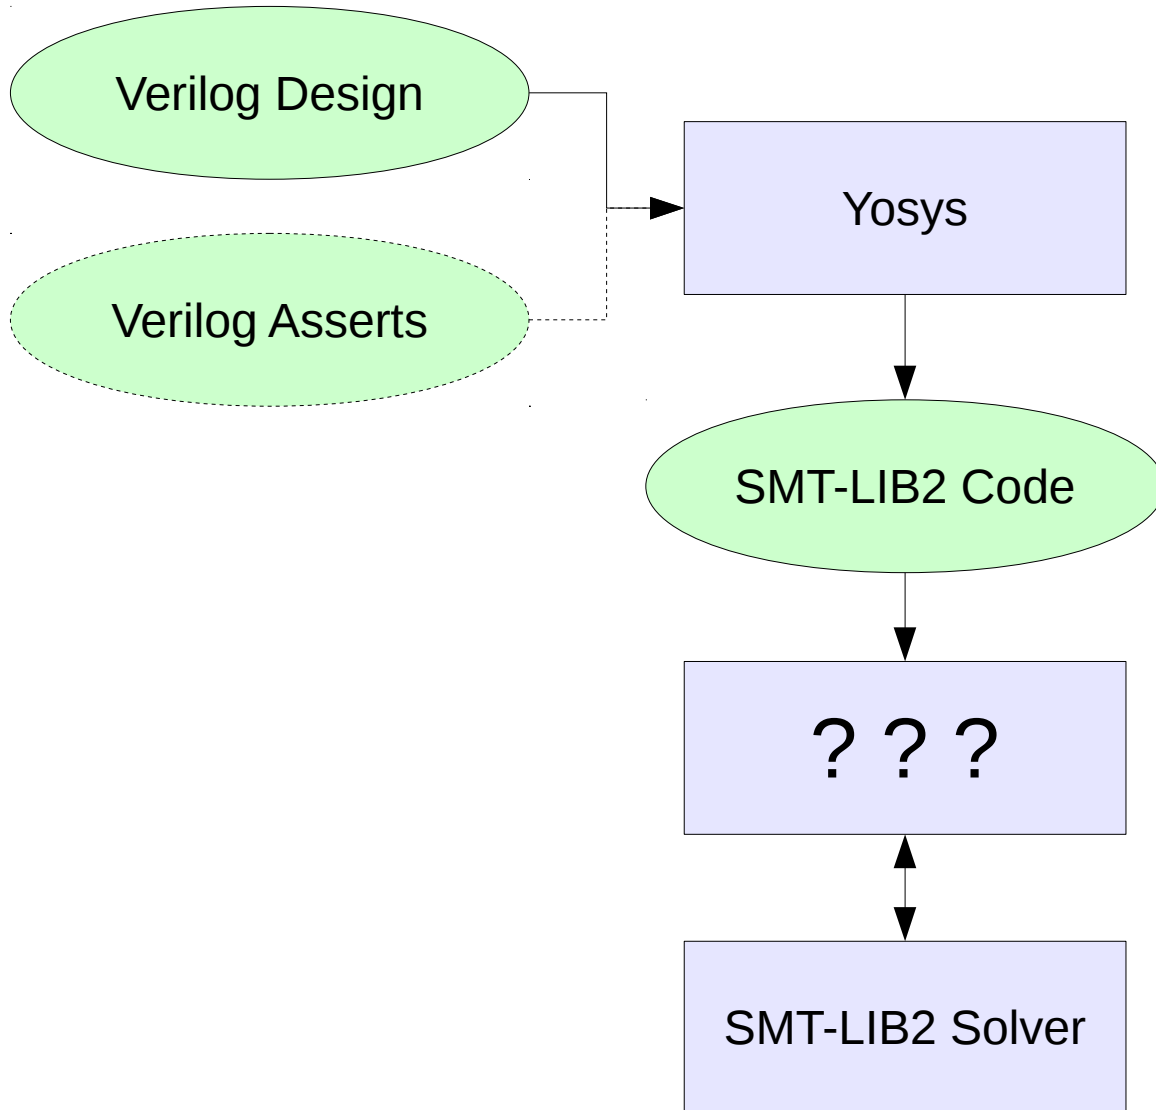 Verilog Design
Yosys
Verilog Asserts
SMT-LIB2 Code
? ? ?
SMT-LIB2 Solver